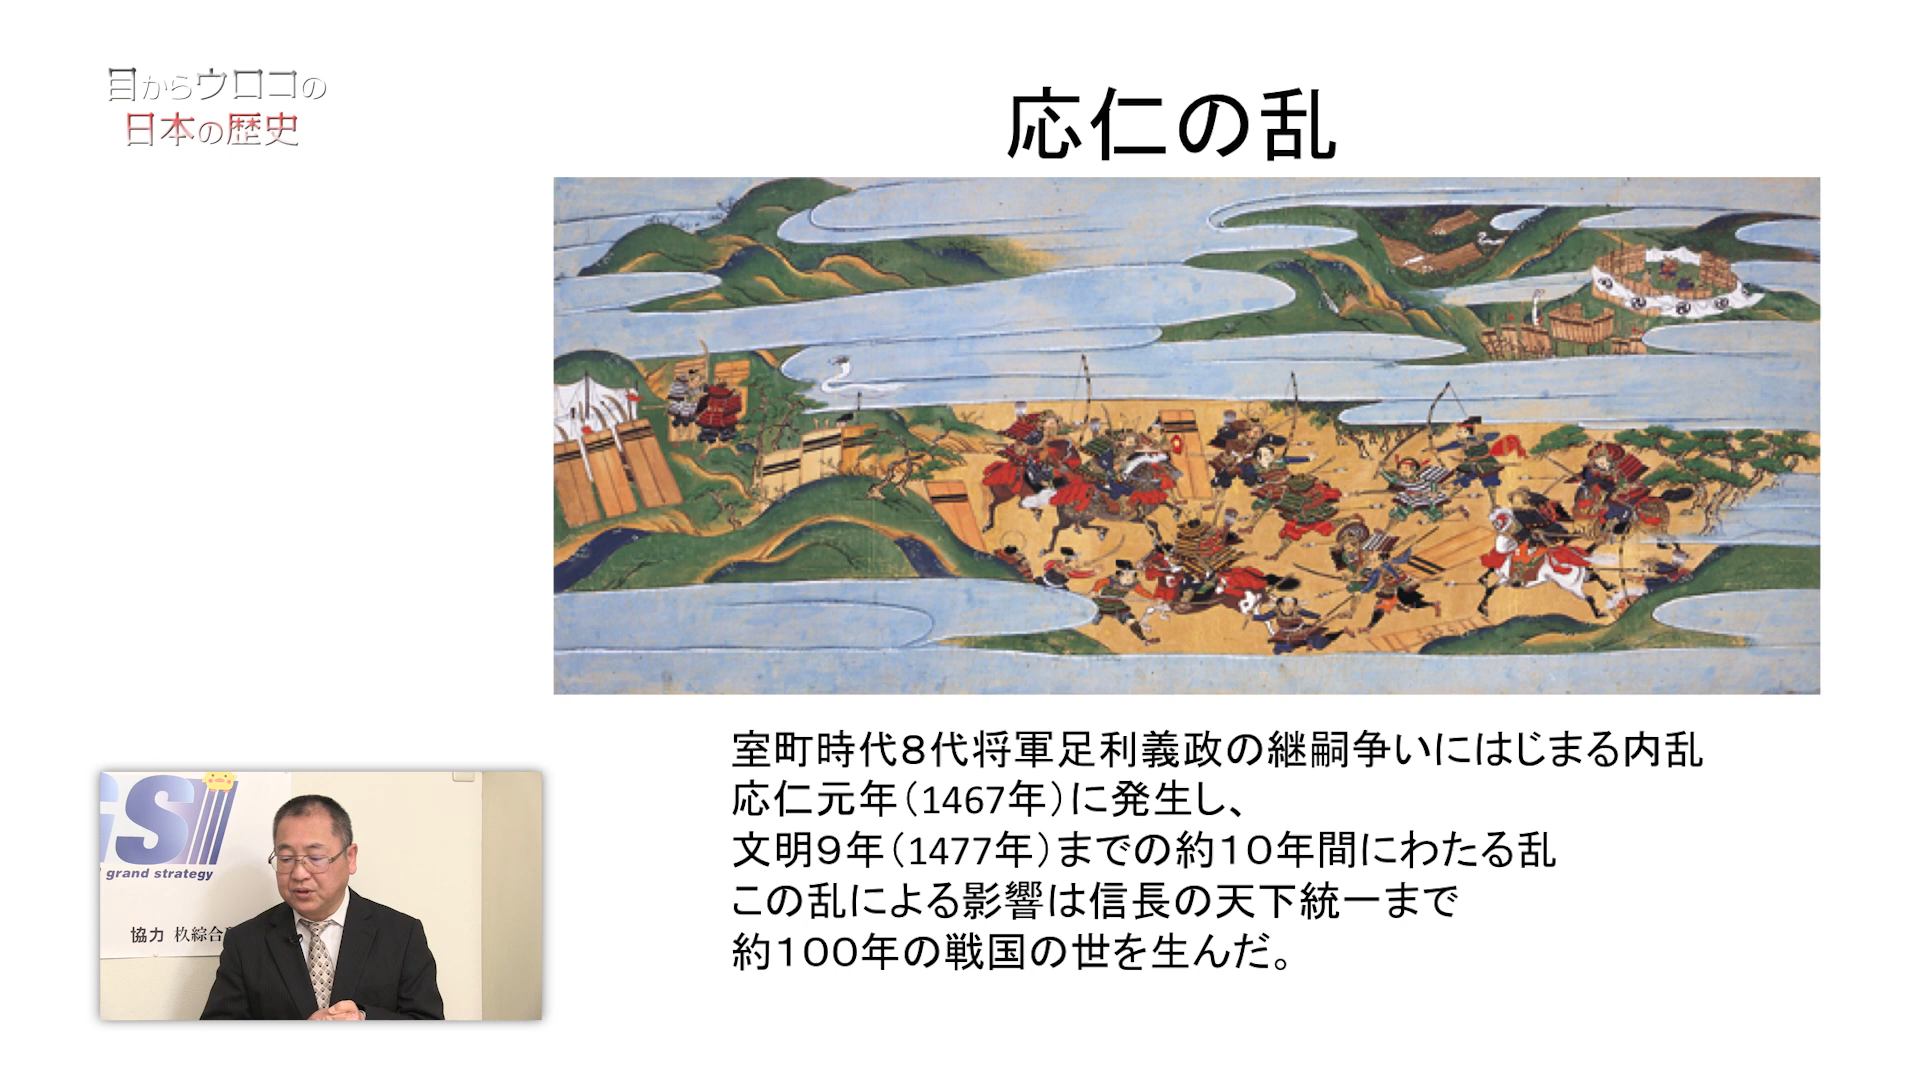 目からウロコの
日本の歴史
応仁の乱
室町時代８代将軍足利義政の継嗣争いにはじまる内乱
応仁元年（1467年）に発生し、
文明９年（1477年）までの約１０年間にわたる乱
この乱による影響は信長の天下統一まで
約１００年の戦国の世を生んだ。
GSI
grand strategy
協力 杦綜合